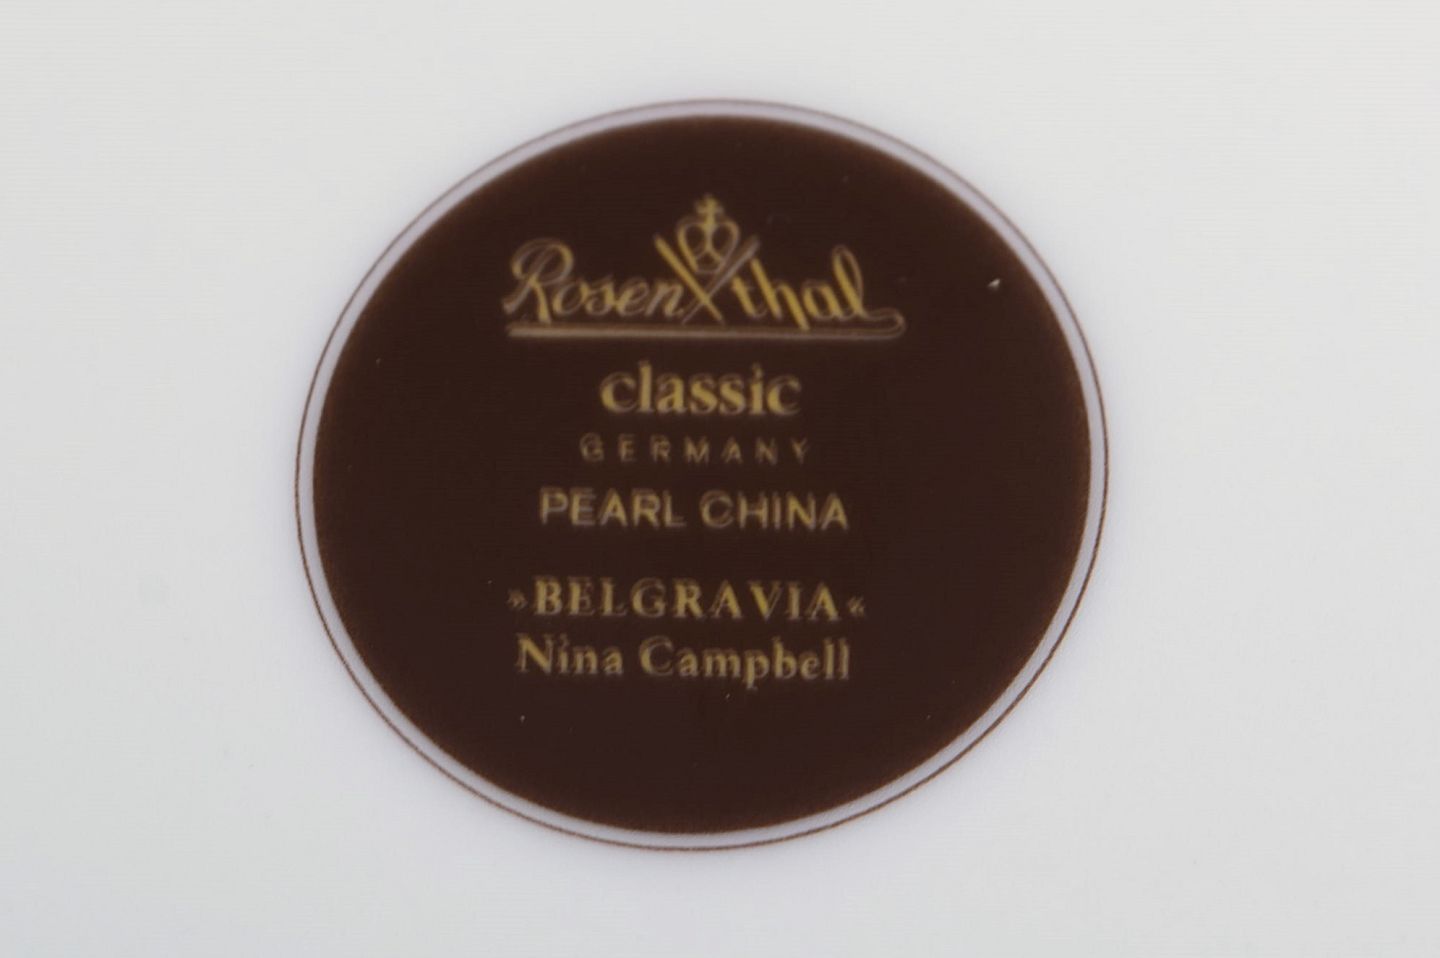 Rosenthal
classic
GERMANY
PEARL CHINA
»BELGRAVIA«
Nina Campbell